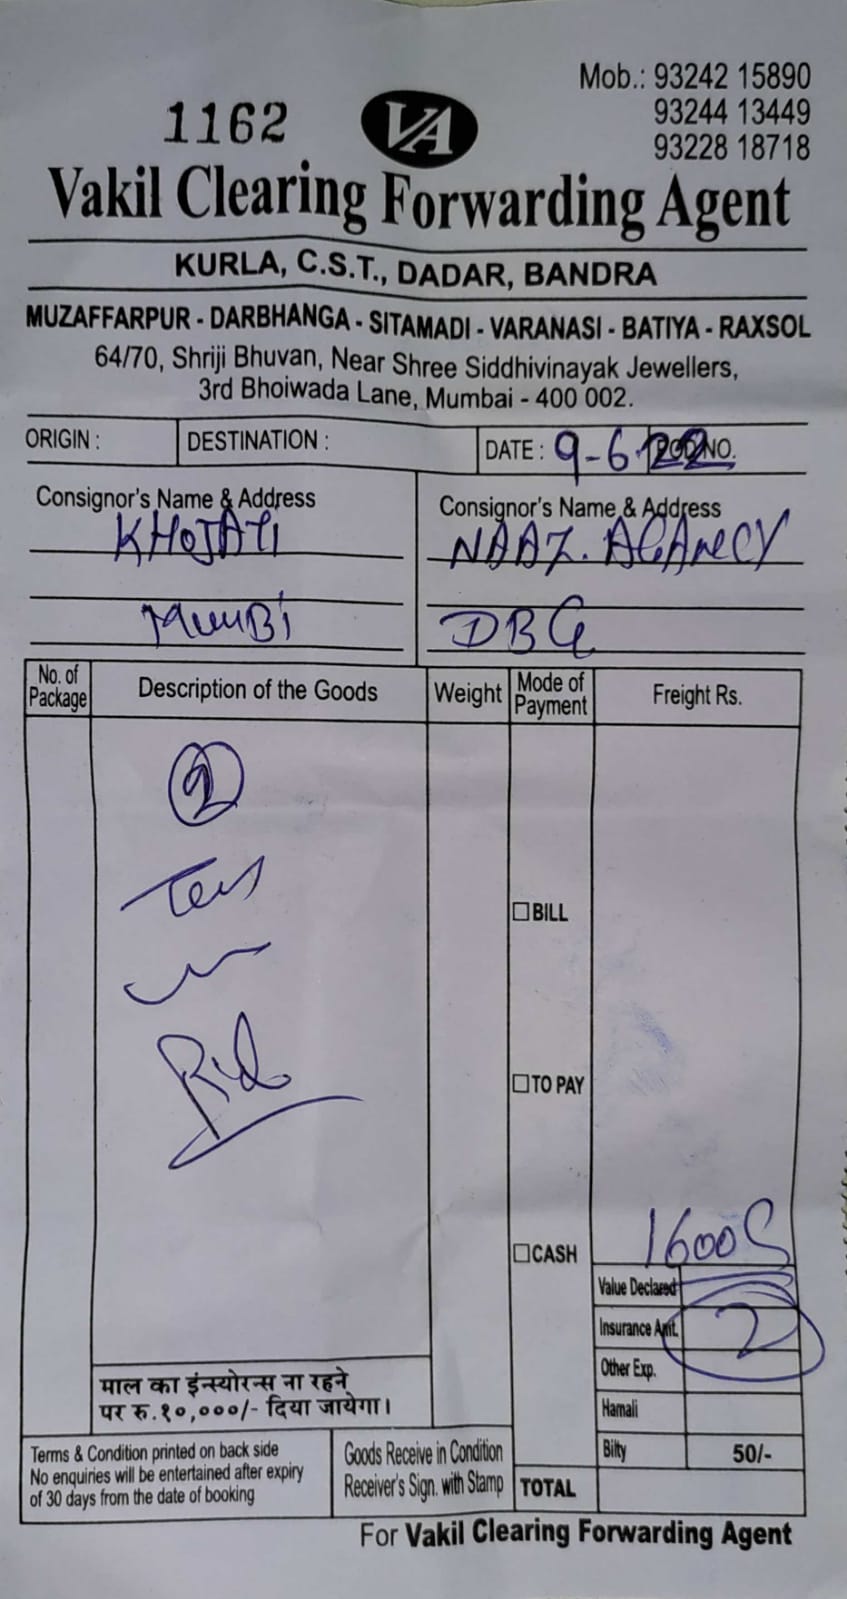 Mob.: 93242 15890
93244 13449
93228 18718
1162
VA
Vakil Clearing Forwarding Agent
KURLA, C.S.T., DADAR, BANDRA
MUZAFFARPUR - DARBHANGA - SITAMADI - VARANASI - BATIYA - RAXSOL
64/70, Shriji Bhuvan, Near Shree Siddhivinayak Jewellers,
3rd Bhoiwada Lane, Mumbai - 400 002.
ORIGIN : DESTINATION : DATE : 9-6-22 POD NO.
Consignor's Name & Address Consignor's Name & Address
KHOJATI NAAZ. AGANECY
MumBi DBG
No. of Package Description of the Goods Weight Mode of Payment Freight Rs.
2
BILL
TO PAY
1600
CASH
Value Declared
Insurance Amt. 2
Other Exp.
Hamali
Bilty 50/-
TOTAL
माल का इंन्स्योरन्स ना रहने
पर रु.१०,०००/- दिया जायेगा।
Terms & Condition printed on back side
No enquiries will be entertained after expiry
of 30 days from the date of booking
Goods Receive in Condition
Receiver's Sign. with Stamp
For Vakil Clearing Forwarding Agent